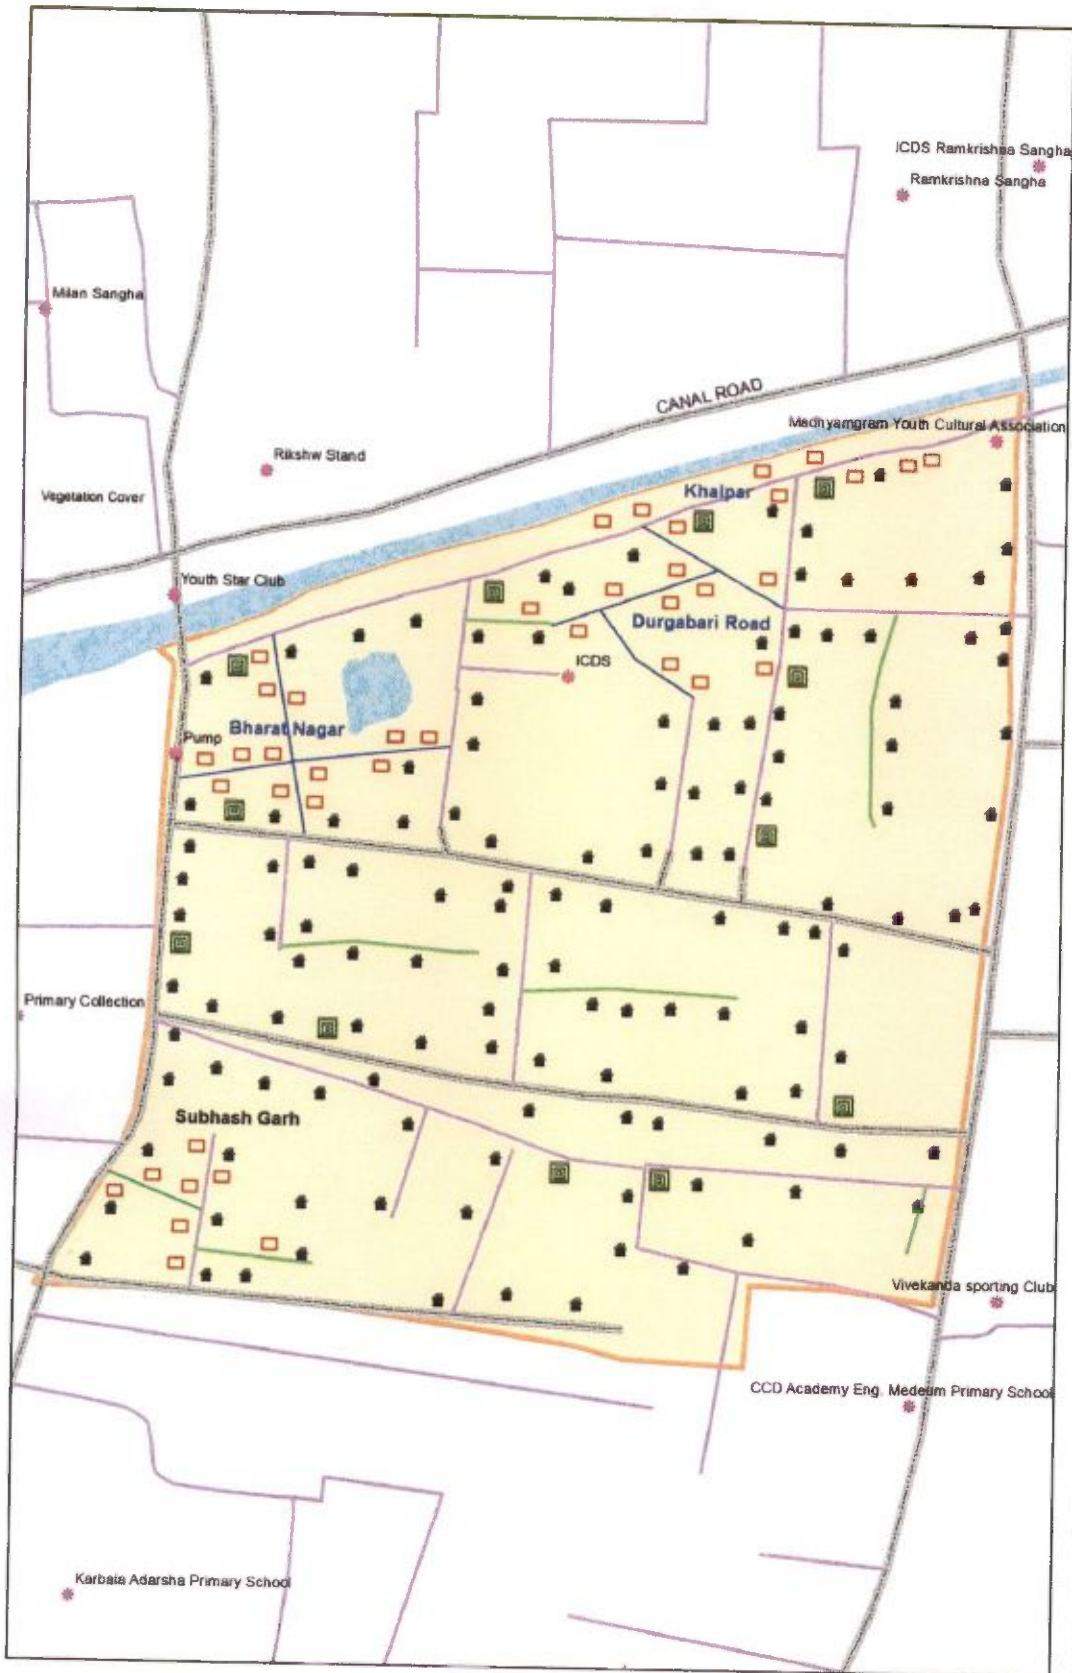 ICDS Ramkrishna Sangha
Ramkrishna Sangha
Milan Sangha
CANAL ROAD
Madhyamgram Youth Cultural Association
Rikshw Stand
Khalpar
Vegetation Cover
Youth Star Club
Durgabari Road
ICDS
Bharat Nagar
Pump
Primary Collection
Subhash Garh
Vivekanda sporting Club
CCD Academy Eng. Medeum Primary School
Karbaia Adarsha Primary School